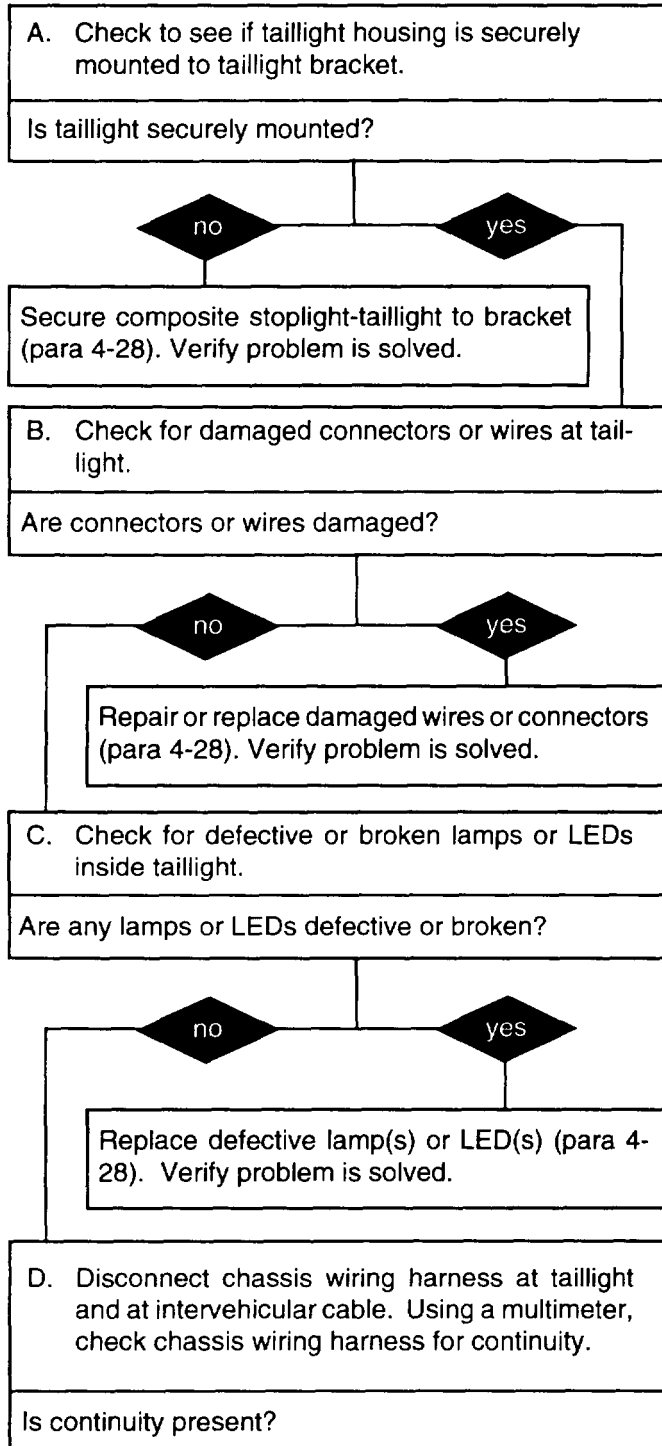 A. Check to see if taillight housing is securely
mounted to taillight bracket.
Is taillight securely mounted?
no
yes
Secure composite stoplight-taillight to bracket
(para 4-28). Verify problem is solved.
B. Check for damaged connectors or wires at tail-
light.
Are connectors or wires damaged?
no
yes
Repair or replace damaged wires or connectors
(para 4-28). Verify problem is solved.
C. Check for defective or broken lamps or LEDs
inside taillight.
Are any lamps or LEDs defective or broken?
no
yes
Replace defective lamp(s) or LED(s) (para 4-
28). Verify problem is solved.
D. Disconnect chassis wiring harness at taillight
and at intervehicular cable. Using a multimeter,
check chassis wiring harness for continuity.
Is continuity present?